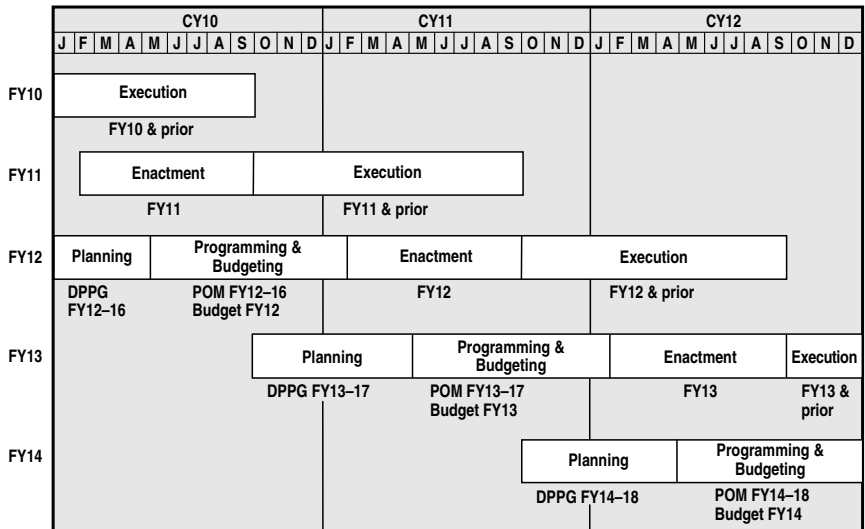 CY10 CY11 CY12
J F M A M J J A S O N D J F M A M J J A S O N D J F M A M J J A S O N D
FY10 Execution
FY10 & prior
FY11 Enactment Execution
FY11 FY11 & prior
FY12 Planning Programming & Budgeting Enactment Execution
DPPG FY12–16 POM FY12–16 Budget FY12 FY12 FY12 & prior
FY13 Planning Programming & Budgeting Enactment Execution
DPPG FY13–17 POM FY13–17 Budget FY13 FY13 FY13 & prior
FY14 Planning Programming & Budgeting
DPPG FY14–18 POM FY14–18 Budget FY14